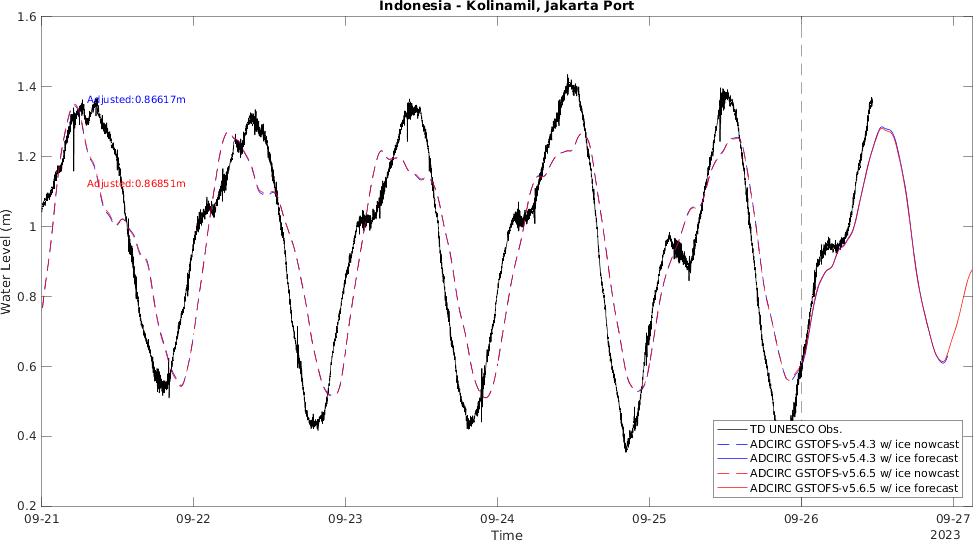 Indonesia - Kolinamil, Jakarta Port
1.6
1.4
1.2
1
0.8
0.6
0.4
0.2
Water Level (m)
Adjusted:0.86617m
Adjusted:0.86851m
TD UNESCO Obs.
ADCIRC GSTOFS-v5.4.3 w/ ice nowcast
ADCIRC GSTOFS-v5.4.3 w/ ice forecast
ADCIRC GSTOFS-v5.6.5 w/ ice nowcast
ADCIRC GSTOFS-v5.6.5 w/ ice forecast
09-21 09-22 09-23 09-24 09-25 09-26 09-27
Time
2023